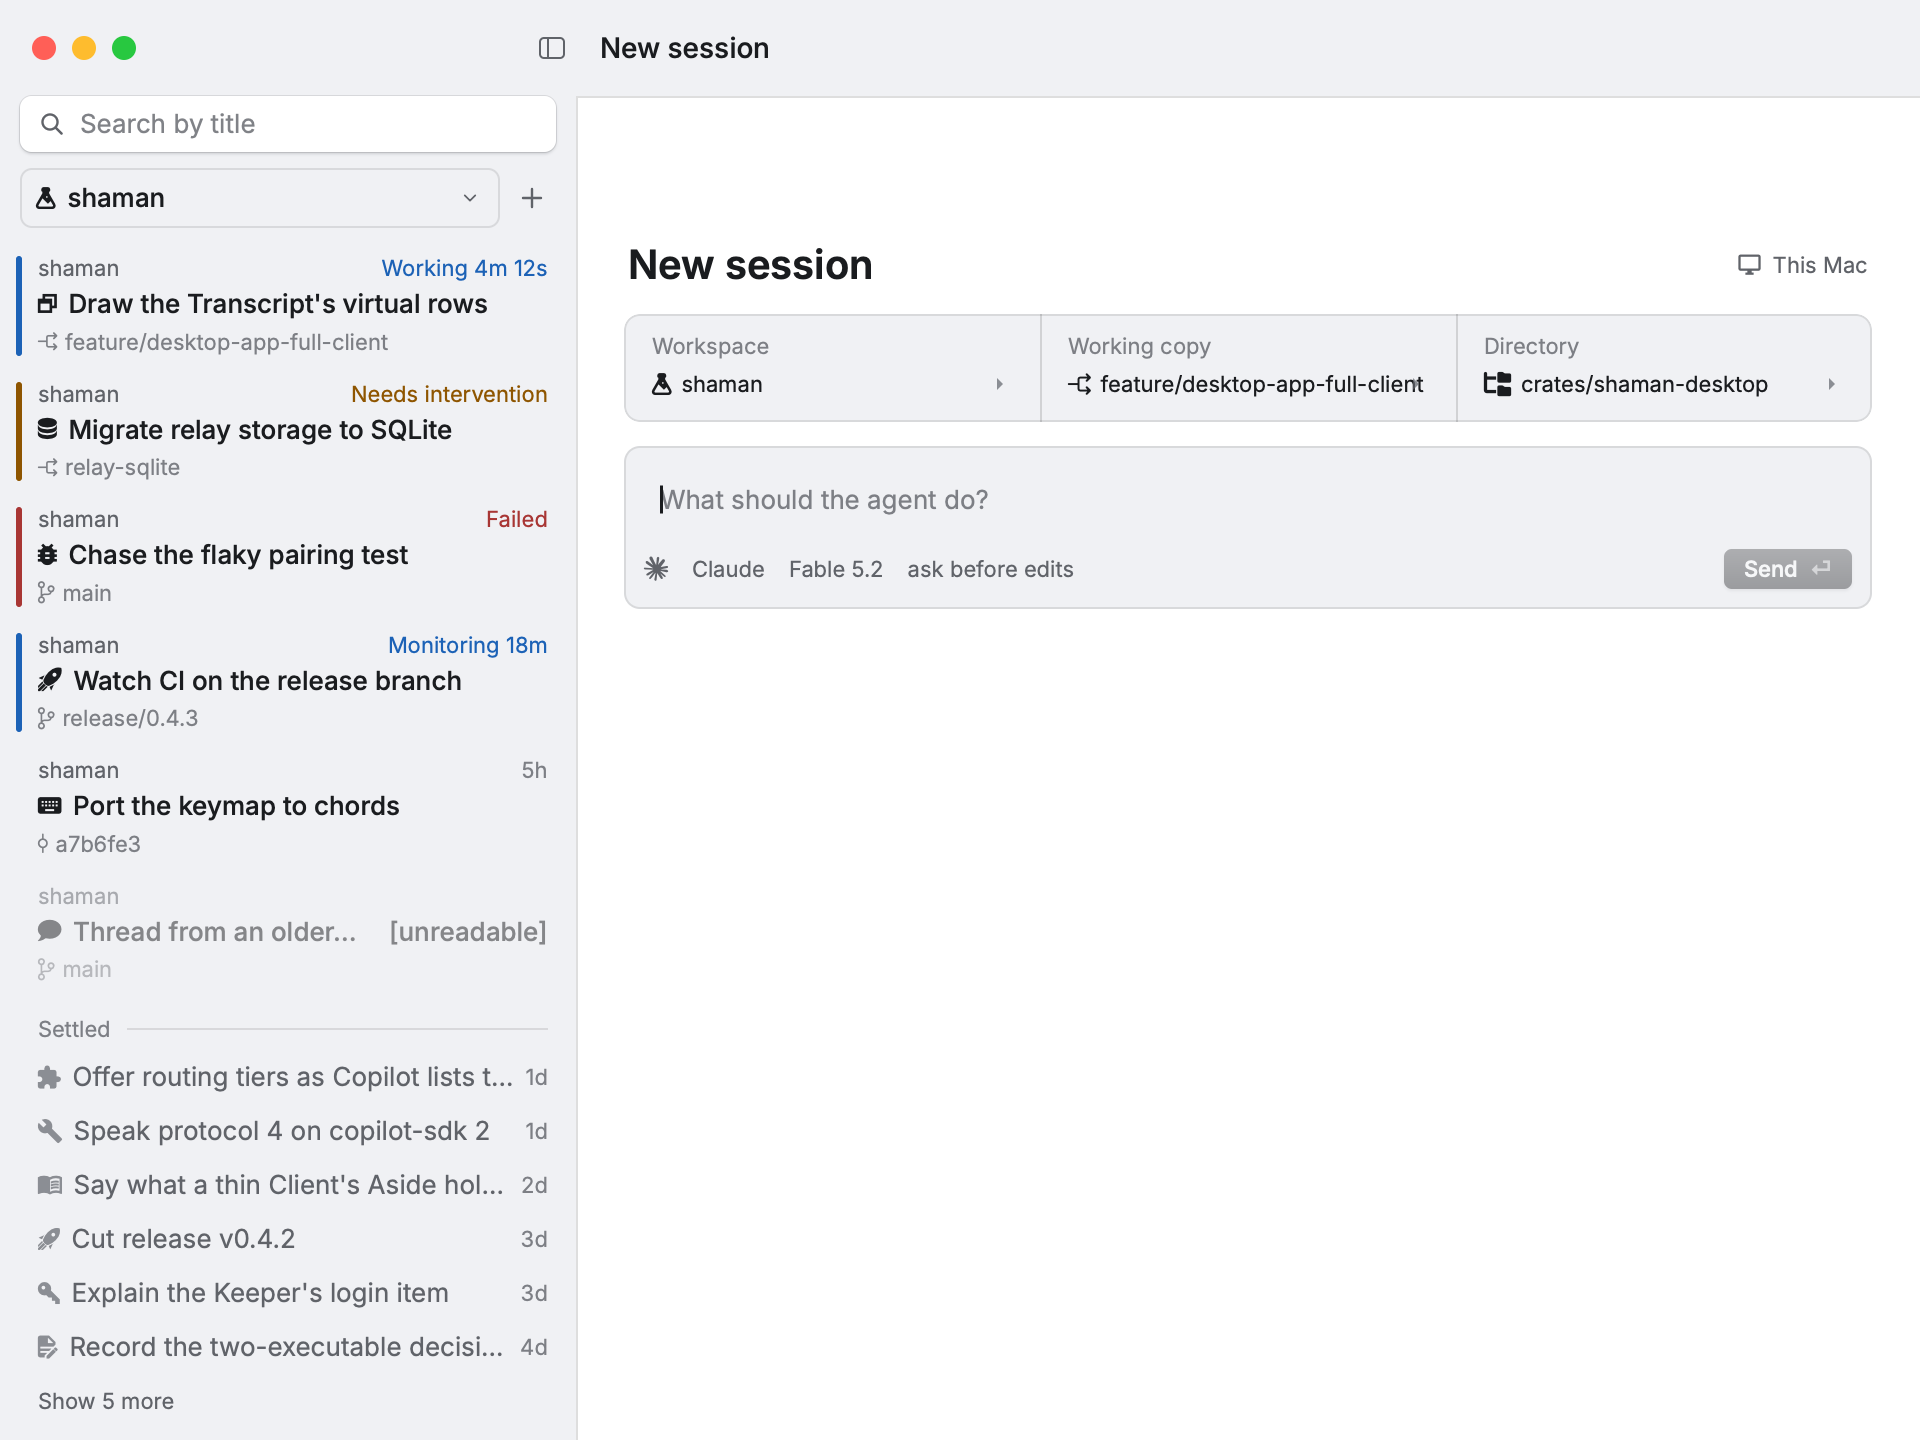 New session
Search by title
shaman
shaman
Working 4m 12s
Draw the Transcript's virtual rows
feature/desktop-app-full-client
shaman
Needs intervention
Migrate relay storage to SQLite
relay-sqlite
shaman
Failed
Chase the flaky pairing test
main
shaman
Monitoring 18m
Watch CI on the release branch
release/0.4.3
shaman
5h
Port the keymap to chords
a7b6fe3
shaman
Thread from an older... [unreadable]
main
Settled
Offer routing tiers as Copilot lists t... 1d
Speak protocol 4 on copilot-sdk 2 1d
Say what a thin Client's Aside hol... 2d
Cut release v0.4.2 3d
Explain the Keeper's login item 3d
Record the two-executable decisi... 4d
Show 5 more
New session
This Mac
Workspace
shaman
Working copy
feature/desktop-app-full-client
Directory
crates/shaman-desktop
What should the agent do?
Claude Fable 5.2 ask before edits
Send